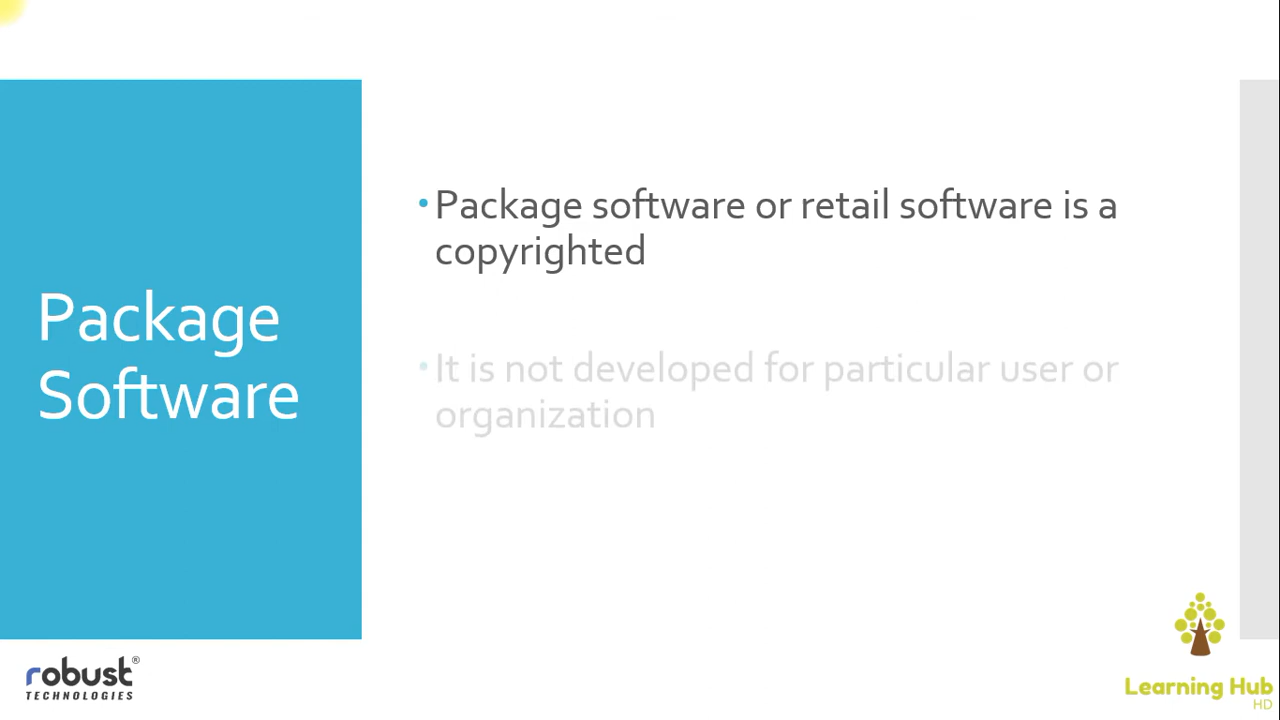 Package
Software
• Package software or retail software is a
copyrighted
• It is not developed for particular user or
organization
robust®
TECHNOLOGIES
Learning Hub
HD